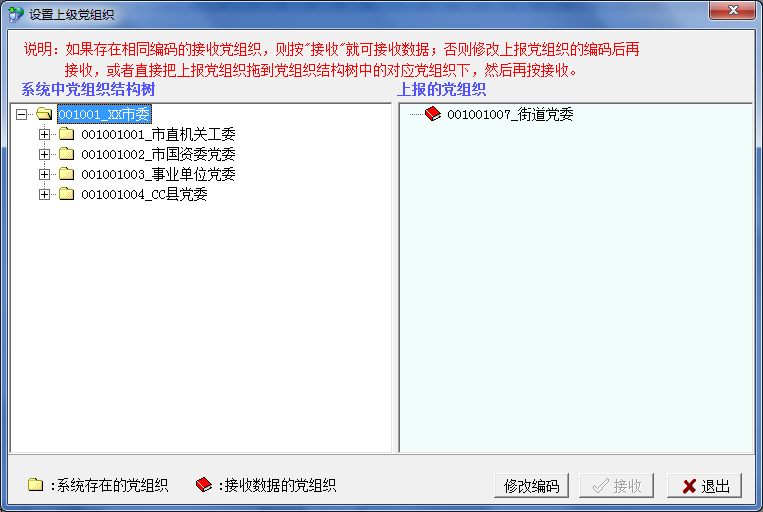 设置上级党组织
说明：如果存在相同编码的接收党组织，则按"接收"就可接收数据；否则修改上报党组织的编码后再
接收，或者直接把上报党组织拖到党组织结构树中的对应党组织下，然后再按接收。
系统中党组织结构树
上报的党组织
001001_XX市委
001001001_市直机关工委
001001002_市国资委党委
001001003_事业单位党委
001001004_CC县党委
001001007_街道党委
:系统存在的党组织
:接收数据的党组织
修改编码
接收
退出